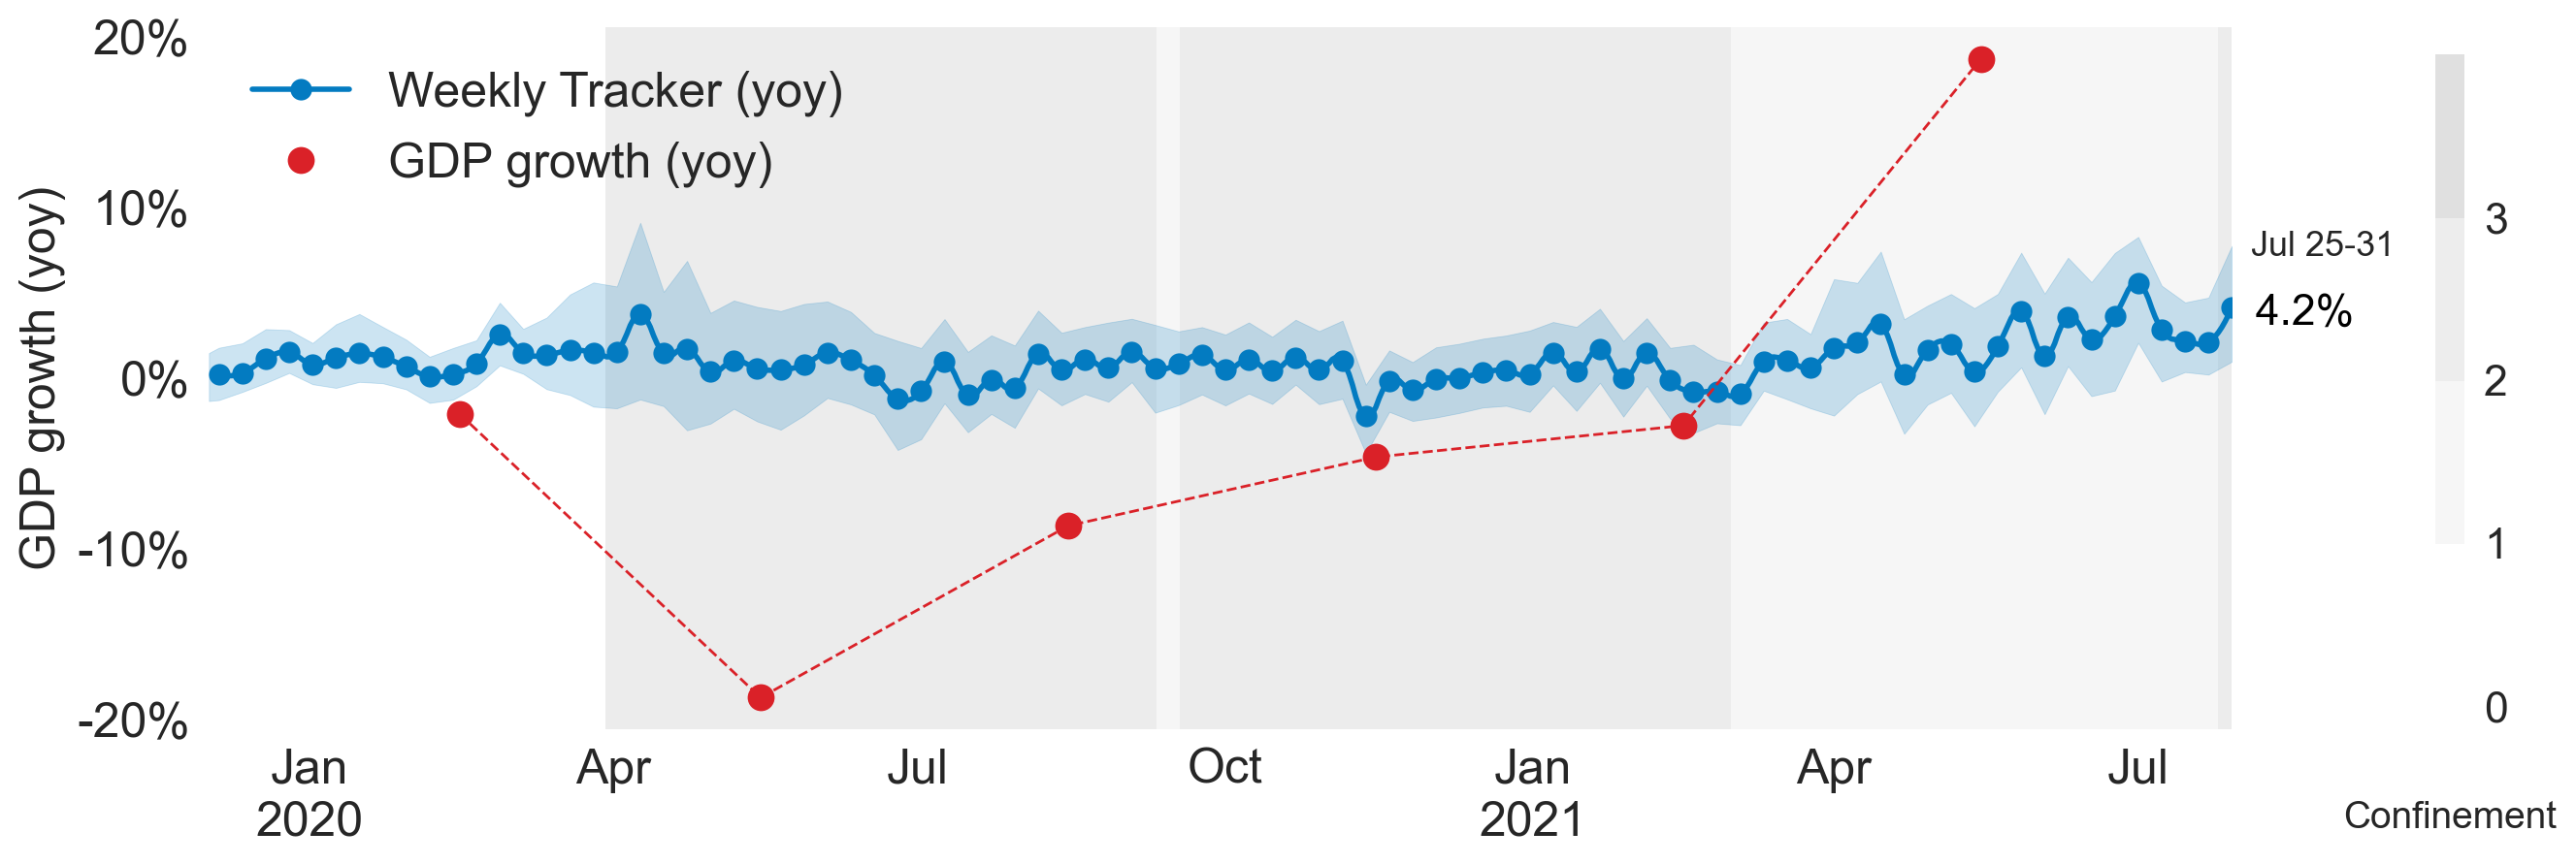 20%
10%
0%
-10%
-20%
GDP growth (yoy)
Weekly Tracker (yoy)
GDP growth (yoy)
Jul 25-31
4.2%
3
2
1
0
Jan
2020
Apr
Jul
Oct
Jan
2021
Apr
Jul
Confinement